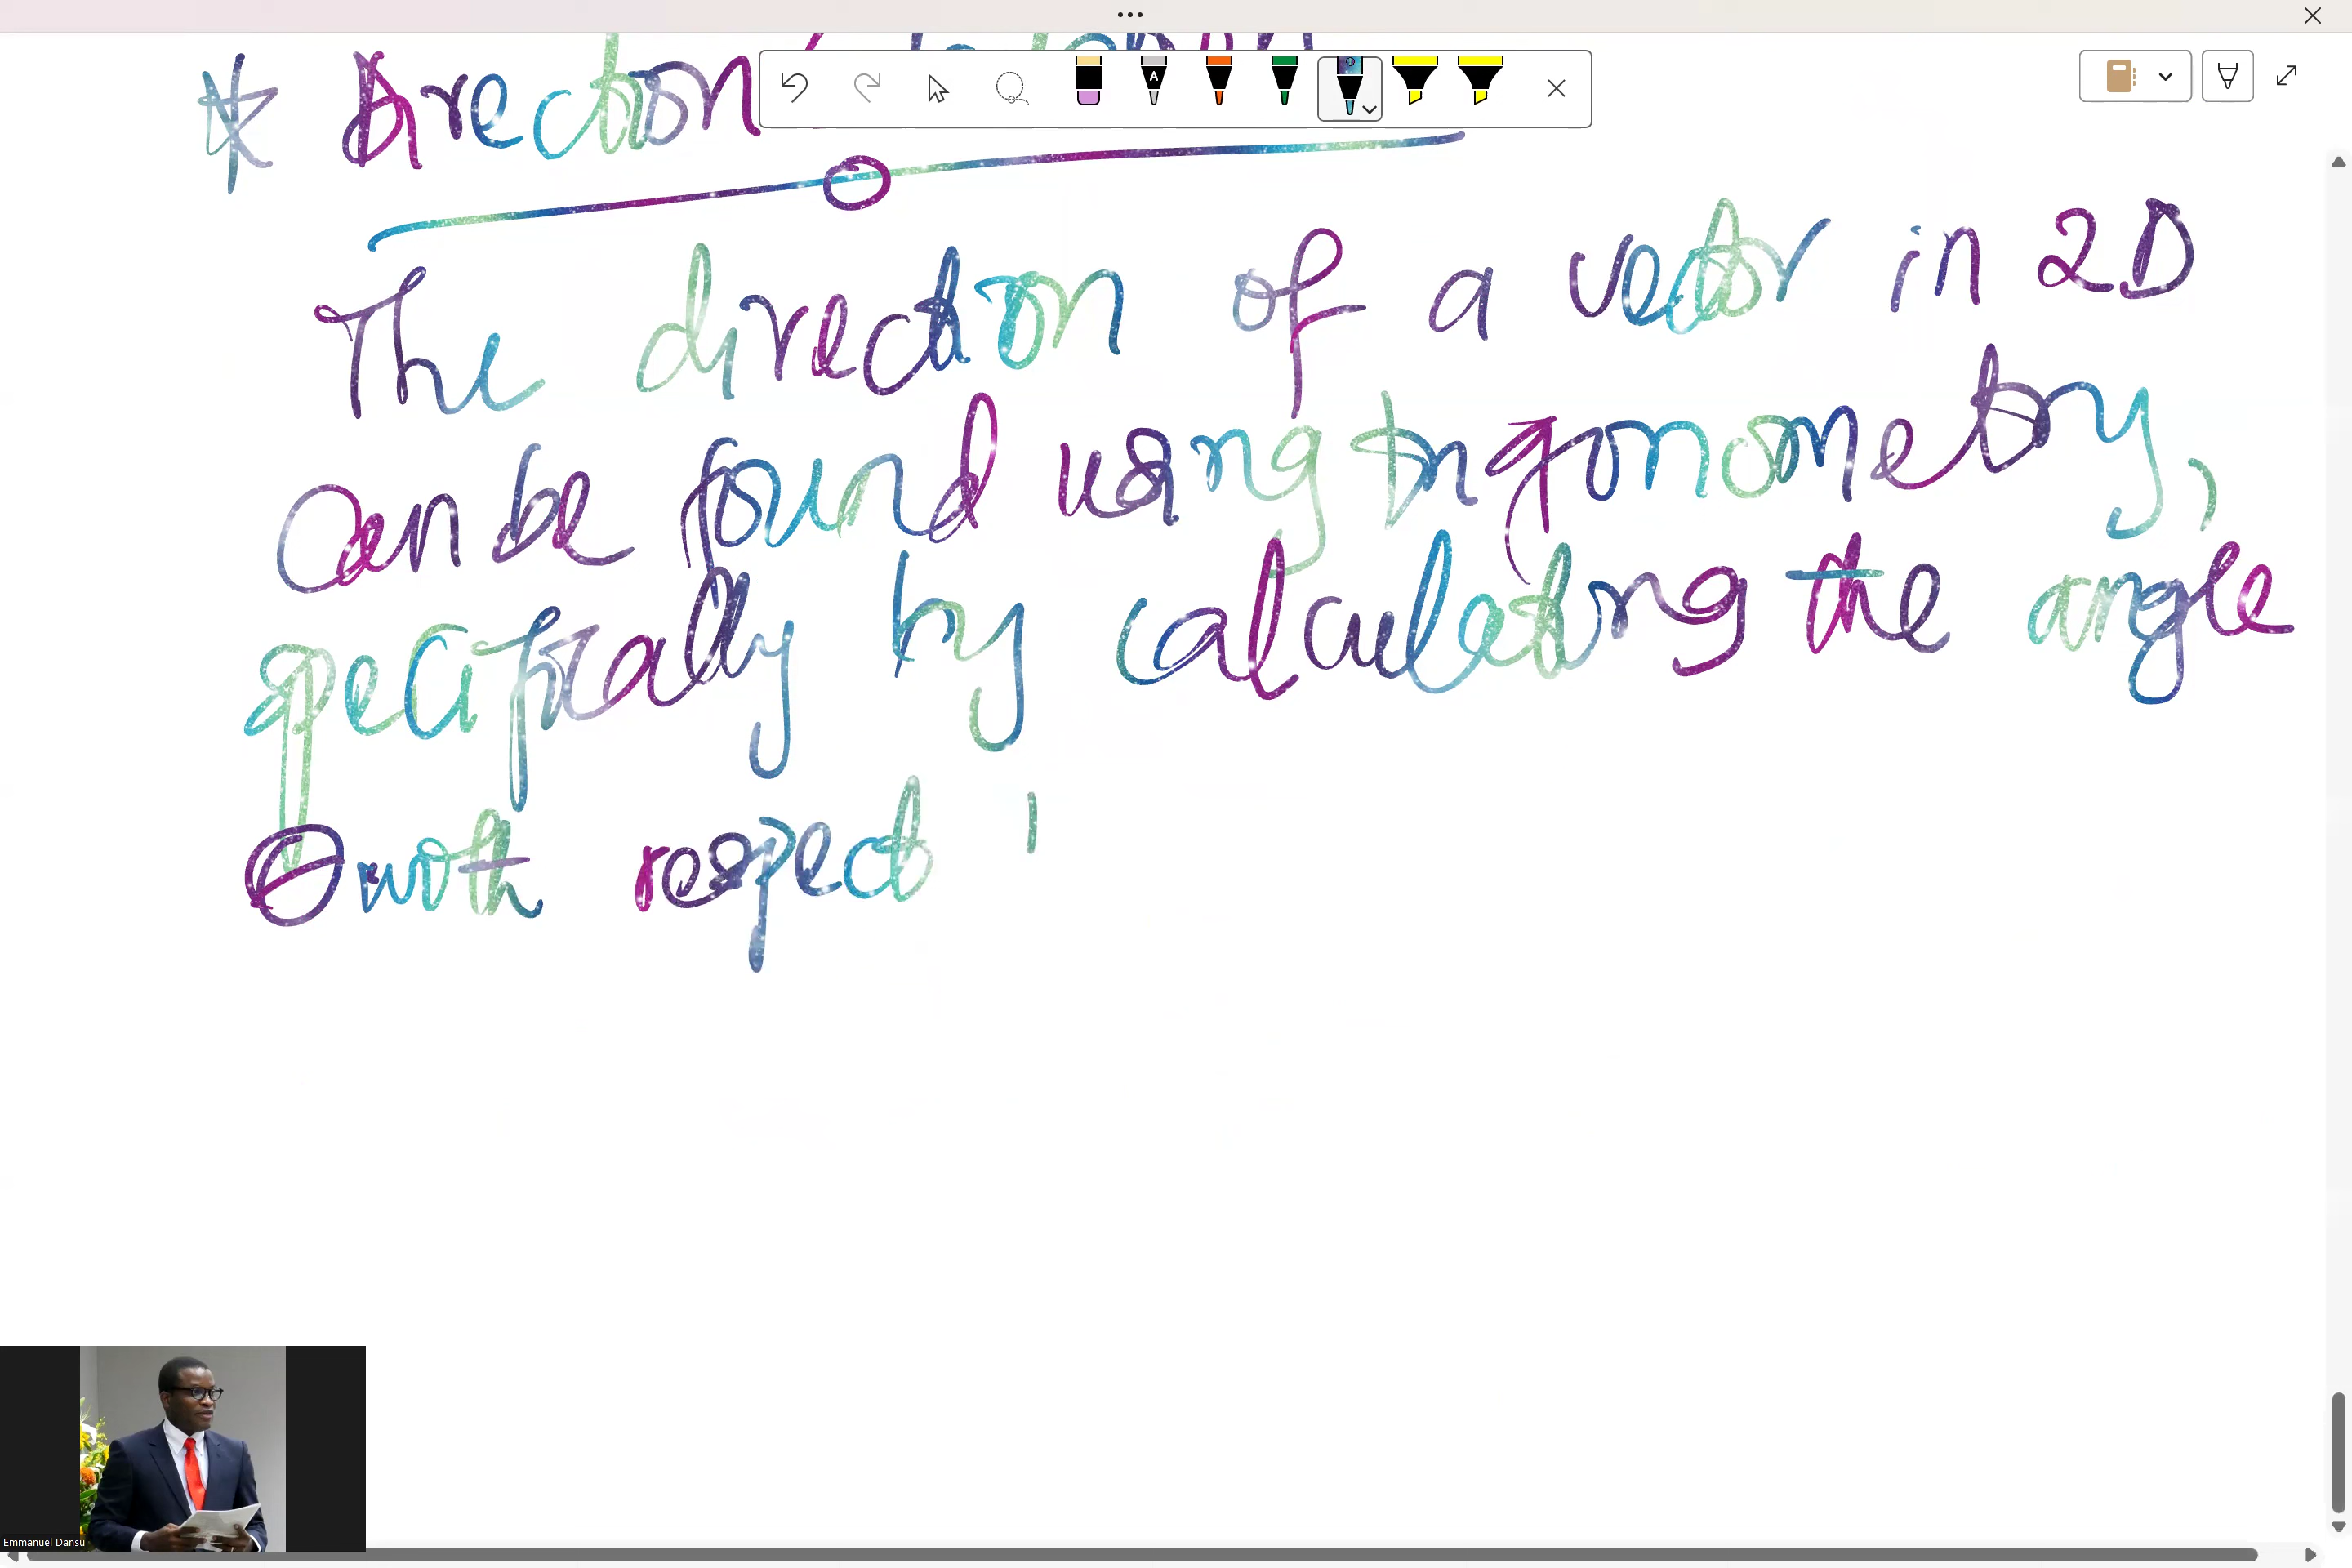 * Direction
The direction of a vector in 2D
can be found using trigonometry,
specifically by calculating the angle
θ with respect
A
Emmanuel Dansu